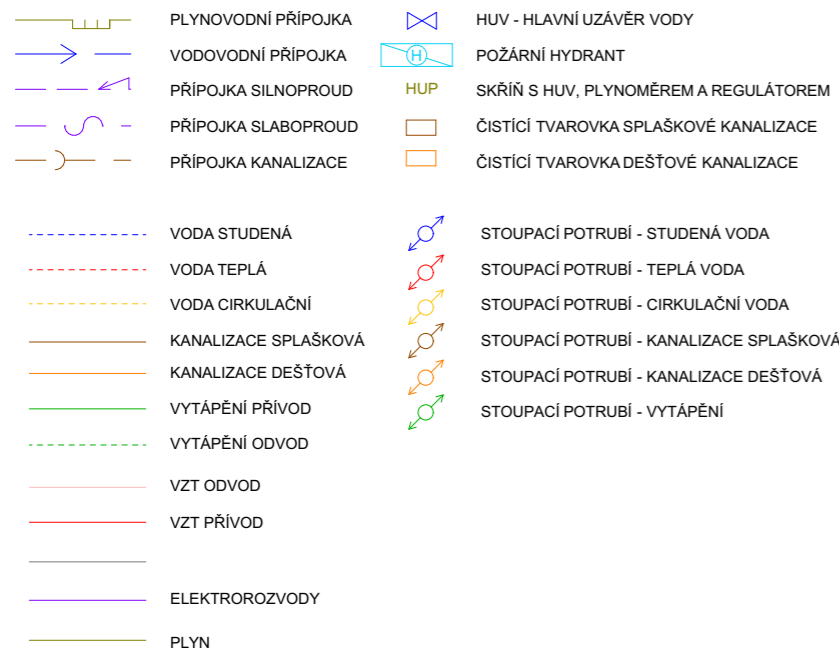 PLYNOVODNÍ PŘÍPOJKA
VODOVODNÍ PŘÍPOJKA
PŘÍPOJKA SILNOPROUD
PŘÍPOJKA SLABOPROUD
PŘÍPOJKA KANALIZACE
HUV - HLAVNÍ UZÁVĚR VODY
H POŽÁRNÍ HYDRANT
HUP SKŘÍŇ S HUV, PLYNOMĚREM A REGULÁTOREM
ČISTÍCÍ TVAROVKA SPLAŠKOVÉ KANALIZACE
ČISTÍCÍ TVAROVKA DEŠŤOVÉ KANALIZACE
VODA STUDENÁ
VODA TEPLÁ
VODA CIRKULAČNÍ
KANALIZACE SPLAŠKOVÁ
KANALIZACE DEŠŤOVÁ
VYTÁPĚNÍ PŘÍVOD
VYTÁPĚNÍ ODVOD
VZT ODVOD
VZT PŘÍVOD
ELEKTROROZVODY
PLYN
STOUPACÍ POTRUBÍ - STUDENÁ VODA
STOUPACÍ POTRUBÍ - TEPLÁ VODA
STOUPACÍ POTRUBÍ - CIRKULAČNÍ VODA
STOUPACÍ POTRUBÍ - KANALIZACE SPLAŠKOVÁ
STOUPACÍ POTRUBÍ - KANALIZACE DEŠŤOVÁ
STOUPACÍ POTRUBÍ - VYTÁPĚNÍ